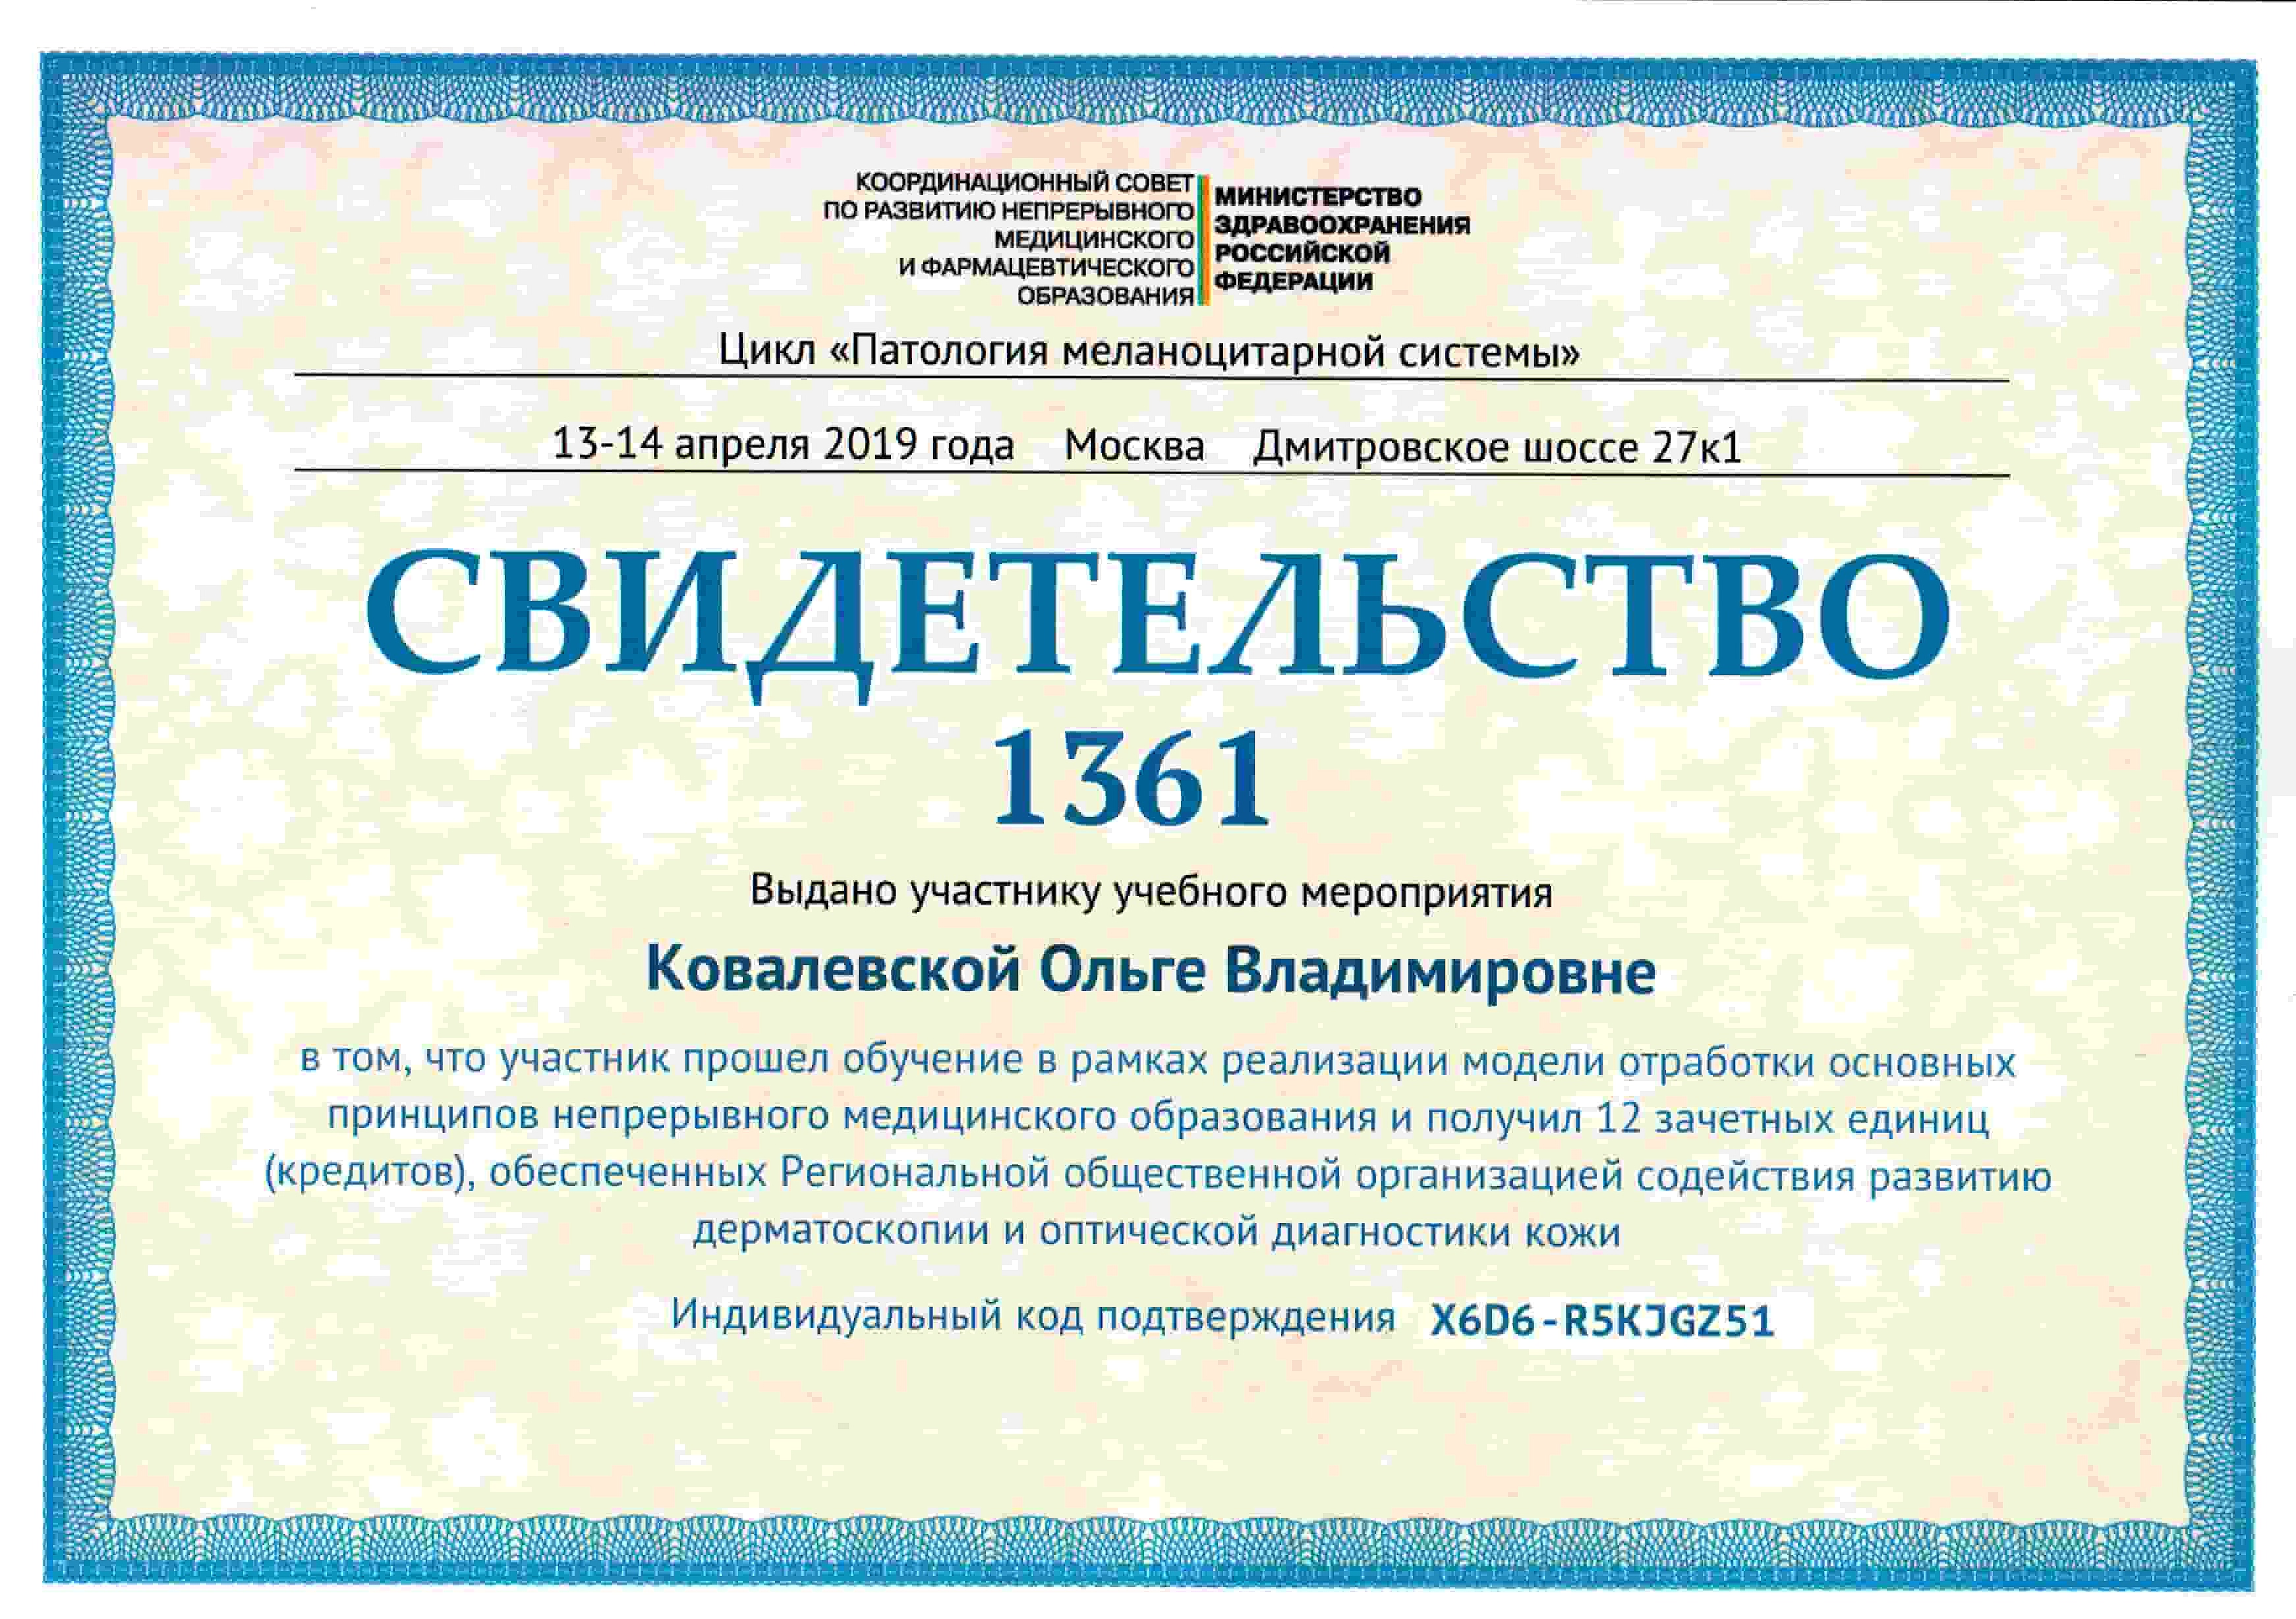 КООРДИНАЦИОННЫЙ СОВЕТ
ПО РАЗВИТИЮ НЕПРЕРЫВНОГО
МЕДИЦИНСКОГО
И ФАРМАЦЕВТИЧЕСКОГО
ОБРАЗОВАНИЯ
МИНИСТЕРСТВО
ЗДРАВООХРАНЕНИЯ
РОССИЙСКОЙ
ФЕДЕРАЦИИ
Цикл «Патология меланоцитарной системы»
13-14 апреля 2019 года Москва Дмитровское шоссе 27к1
СВИДЕТЕЛЬСТВО
1361
Выдано участнику учебного мероприятия
Ковалевской Ольге Владимировне
в том, что участник прошел обучение в рамках реализации модели отработки основных
принципов непрерывного медицинского образования и получил 12 зачетных единиц
(кредитов), обеспеченных Региональной общественной организацией содействия развитию
дерматоскопии и оптической диагностики кожи
Индивидуальный код подтверждения X6D6-R5KJGZ51